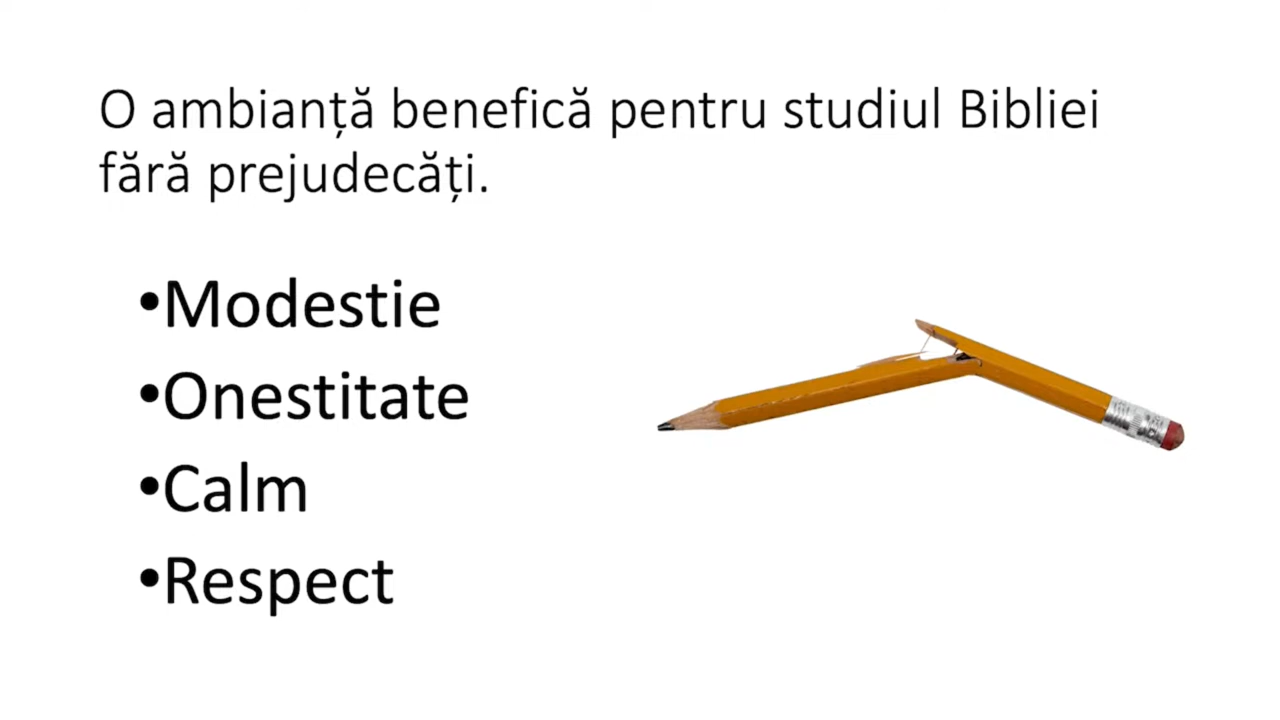 O ambianță benefică pentru studiul Bibliei
fără prejudecăți.
•Modestie
•Onestitate
•Calm
•Respect